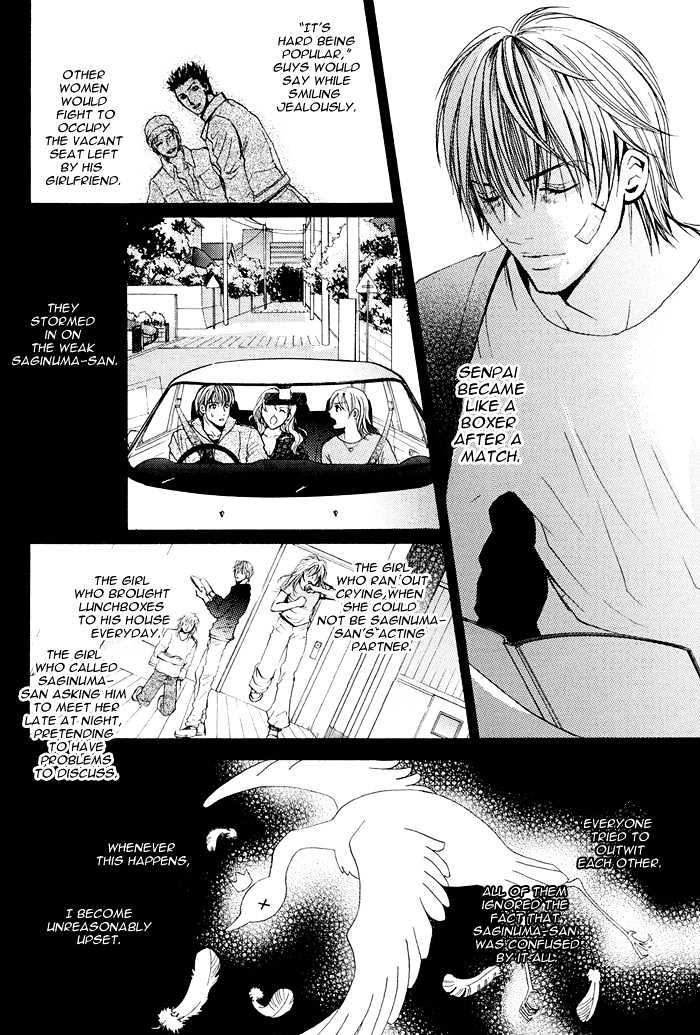 SENPAI
BECAME
LIKE A
BOXER
AFTER A
MATCH.
"IT'S
HARD BEING
POPULAR,"
GUYS WOULD
SAY WHILE
SMILING
JEALOUSLY.
OTHER
WOMEN
WOULD
FIGHT TO
OCCUPY
THE VACANT
SEAT LEFT
BY HIS
GIRLFRIEND.
THEY
STORMED
IN ON
THE WEAK
SAGINUMA-SAN.
THE GIRL
WHO RAN OUT
CRYING,WHEN
SHE COULD
NOT BE SAGINUMA-
SAN'S ACTING
PARTNER.
THE GIRL
WHO BROUGHT
LUNCHBOXES
TO HIS HOUSE
EVERYDAY.
THE GIRL
WHO CALLED
SAGINUMA-
SAN ASKING HIM
TO MEET HER
LATE AT NIGHT,
PRETENDING
TO HAVE
PROBLEMS
TO DISCUSS.
EVERYONE
TRIED TO
OUTWIT
EACH OTHER.
ALL OF THEM
IGNORED THE
FACT THAT
SAGINUMA-SAN
WAS CONFUSED
BY IT ALL.
WHENEVER
THIS HAPPENS,
I BECOME
UNREASONABLY
UPSET.